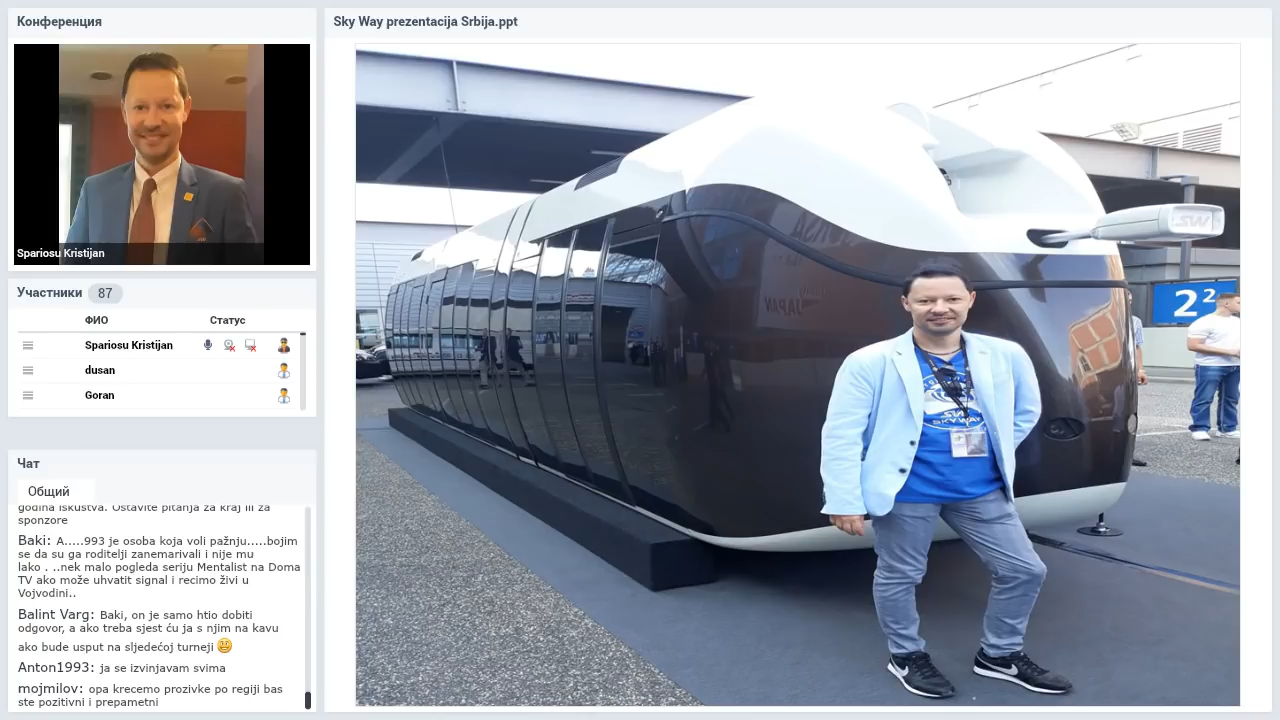 Конференция
Spariosu Kristijan
Участники 87
ФИО Статус
Spariosu Kristijan
dusan
Goran
Чат
Общий
godina iskustva. Ostavite pitanja za kraj ili za
sponzore
Baki: A.....993 je osoba koja voli pažnju.....bojim
se da su ga roditelji zanemarivali i nije mu
lako . ..nek malo pogleda seriju Mentalist na Doma
TV ako može uhvatit signal i recimo živi u
Vojvodini..
Balint Varg: Baki, on je samo htio dobiti
odgovor, a ako treba sjest ću ja s njim na kavu
ako bude usput na sljedećoj turneji
Anton1993: ja se izvinjavam svima
mojmilov: opa krecemo prozivke po regiji bas
ste pozitivni i prepametni
Sky Way prezentacija Srbija.ppt
SW
2²
SW
SKYWAY